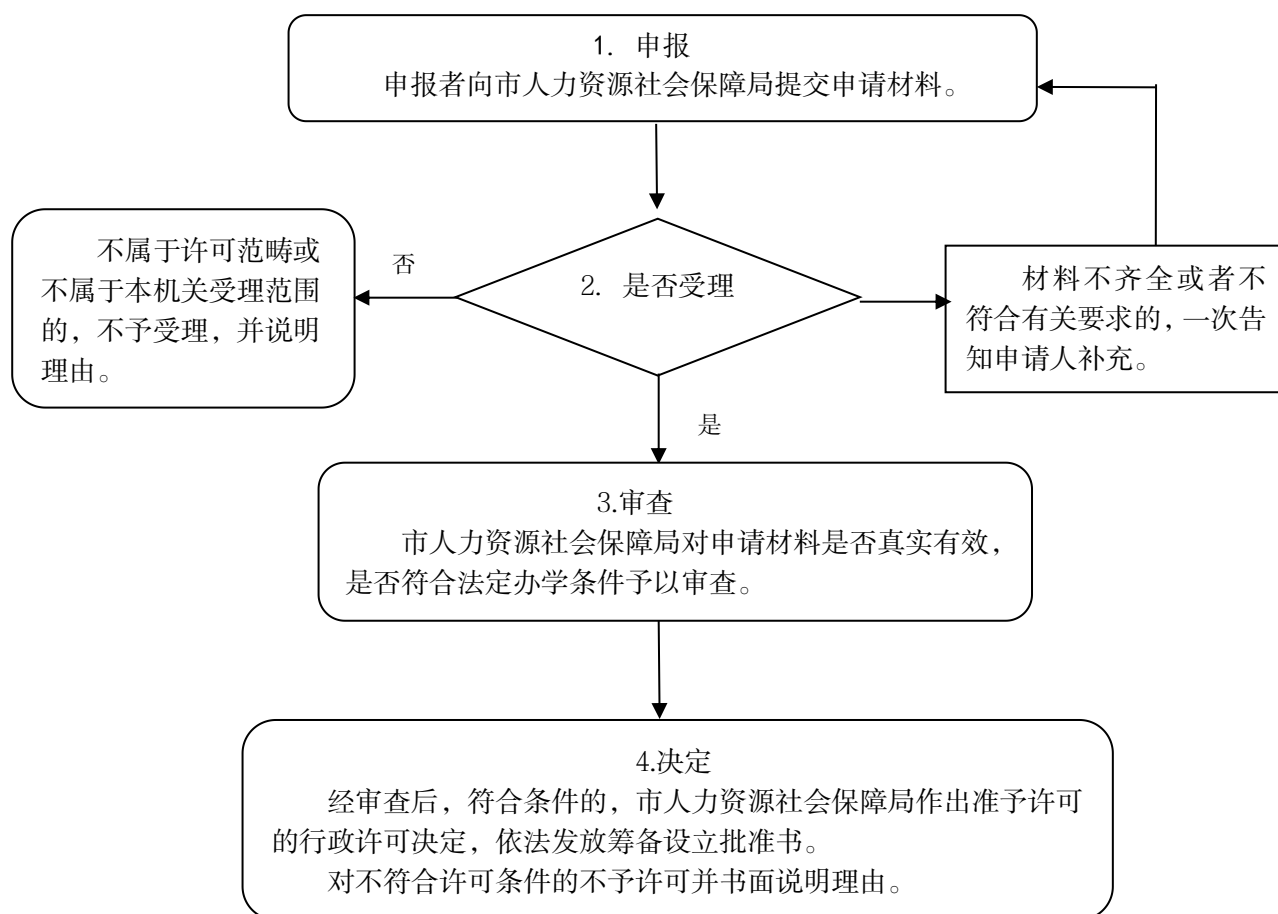 1. 申报
申报者向市人力资源社会保障局提交申请材料。
不属于许可范畴或
不属于本机关受理范围
的，不予受理，并说明
理由。
否
2. 是否受理
材料不齐全或者不
符合有关要求的，一次告
知申请人补充。
是
3.审查
市人力资源社会保障局对申请材料是否真实有效，
是否符合法定办学条件予以审查。
4.决定
经审查后，符合条件的，市人力资源社会保障局作出准予许可
的行政许可决定，依法发放筹备设立批准书。
对不符合许可条件的不予许可并书面说明理由。